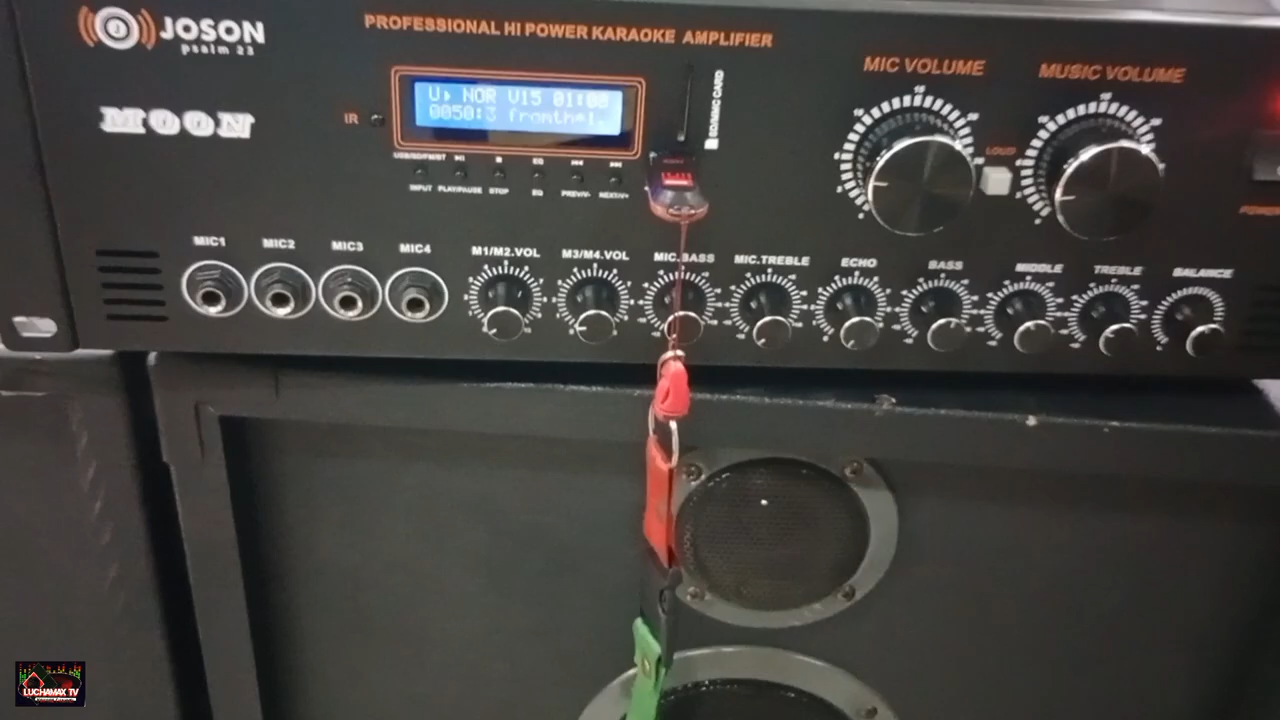 JOSON
psalm 23
PROFESSIONAL HI POWER KARAOKE AMPLIFIER
MOON
IR
U▸ NOR V15 01:08
0050:3 fromth*1.
SD/MMC CARD
MIC VOLUME
MUSIC VOLUME
LOUD
INPUT PLAY/PAUSE STOP EQ PREV/V- NEXT/V+
MIC1 MIC2 MIC3 MIC4 M1/M2.VOL M3/M4.VOL MIC.BASS MIC.TREBLE ECHO BASS MIDDLE TREBLE BALANCE
LUCHAMAX TV